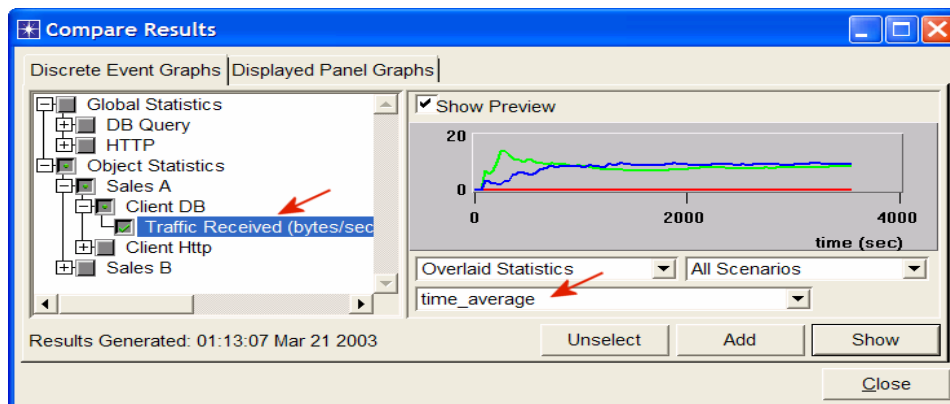 Compare Results
Discrete Event Graphs
Displayed Panel Graphs
Global Statistics
DB Query
HTTP
Object Statistics
Sales A
Client DB
Traffic Received (bytes/sec
Client Http
Sales B
Show Preview
20
0
0
2000
4000
time (sec)
Overlaid Statistics
All Scenarios
time_average
Results Generated: 01:13:07 Mar 21 2003
Unselect
Add
Show
Close